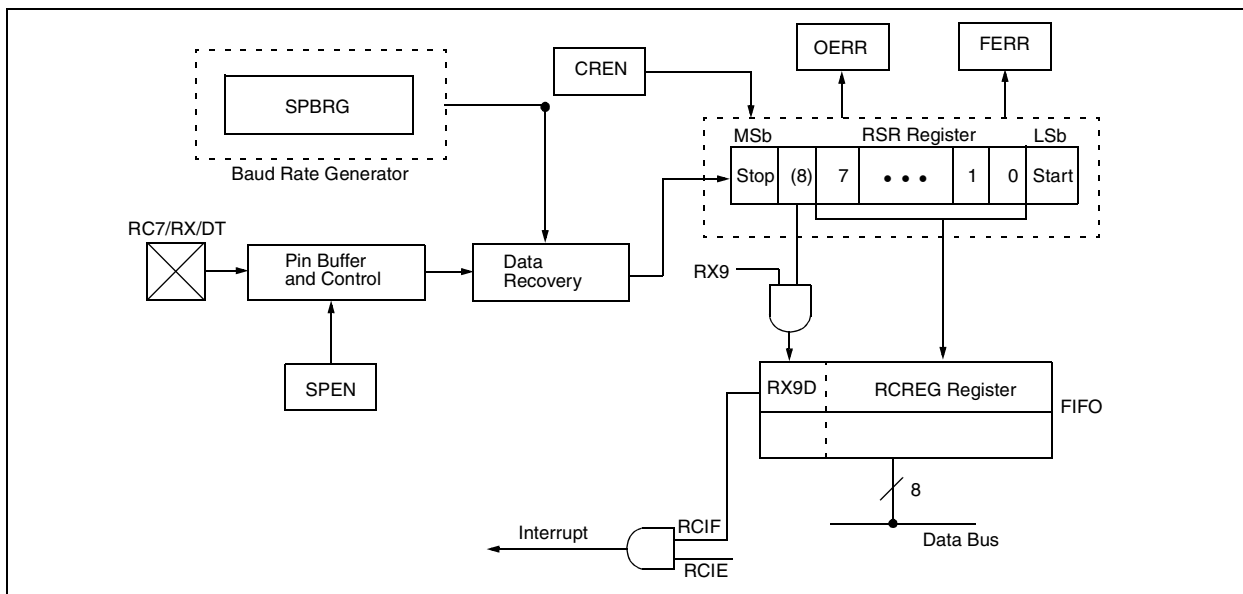 OERR
FERR
CREN
SPBRG
Baud Rate Generator
MSb
RSR Register
LSb
Stop
(8)
7
• • •
1
0
Start
RC7/RX/DT
Pin Buffer
and Control
Data
Recovery
RX9
SPEN
RX9D
RCREG Register
FIFO
8
Data Bus
Interrupt
RCIF
RCIE